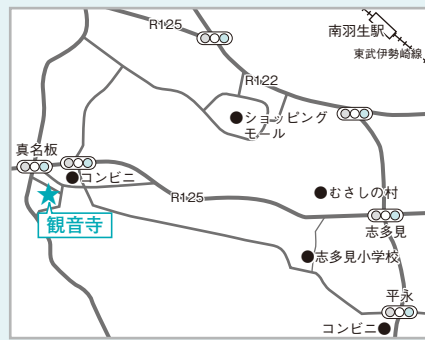 R125
南羽生駅
東武伊勢崎線
R122
ショッピング
モール
真名板
コンビニ
R125
むさしの村
観音寺
志多見
志多見小学校
平永
コンビニ